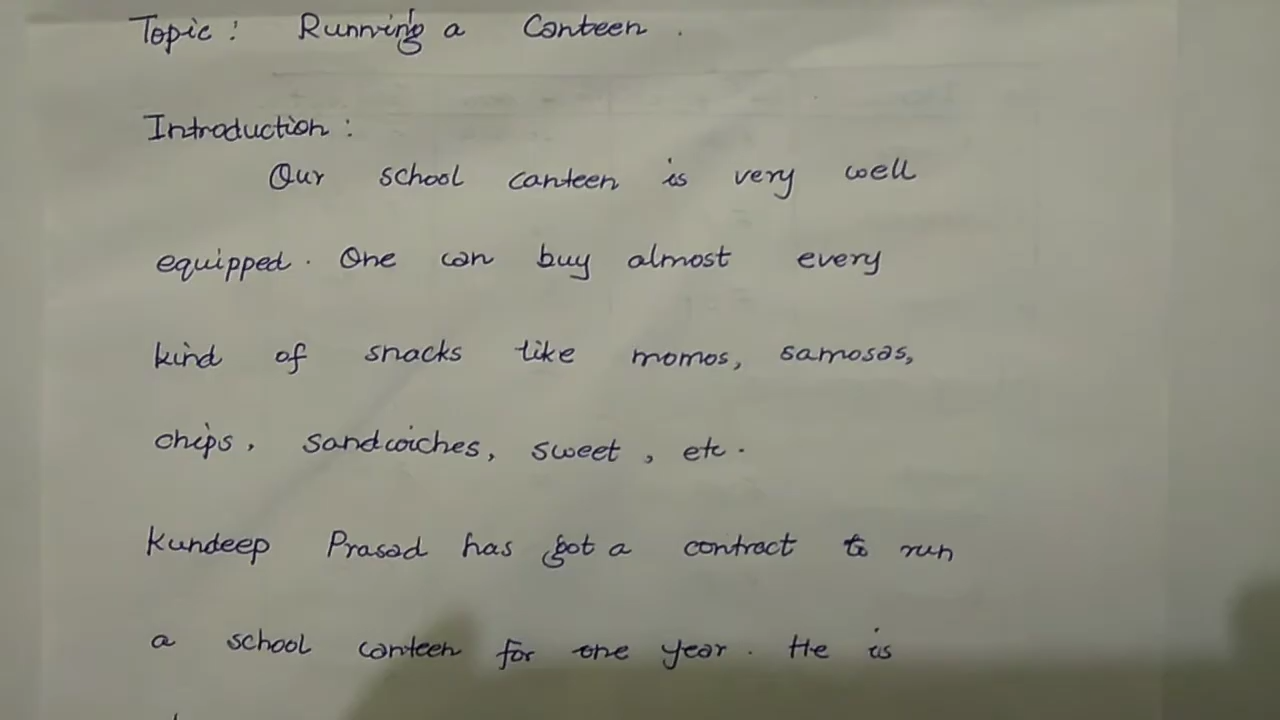 Topic : Running a Canteen .
Introduction :
Our school canteen is very well
equipped. One can buy almost every
kind of snacks like momos, samosas,
chips, sandwiches, sweet , etc.
Kundeep Prasad has got a contract to run
a school canteen for one year. He is